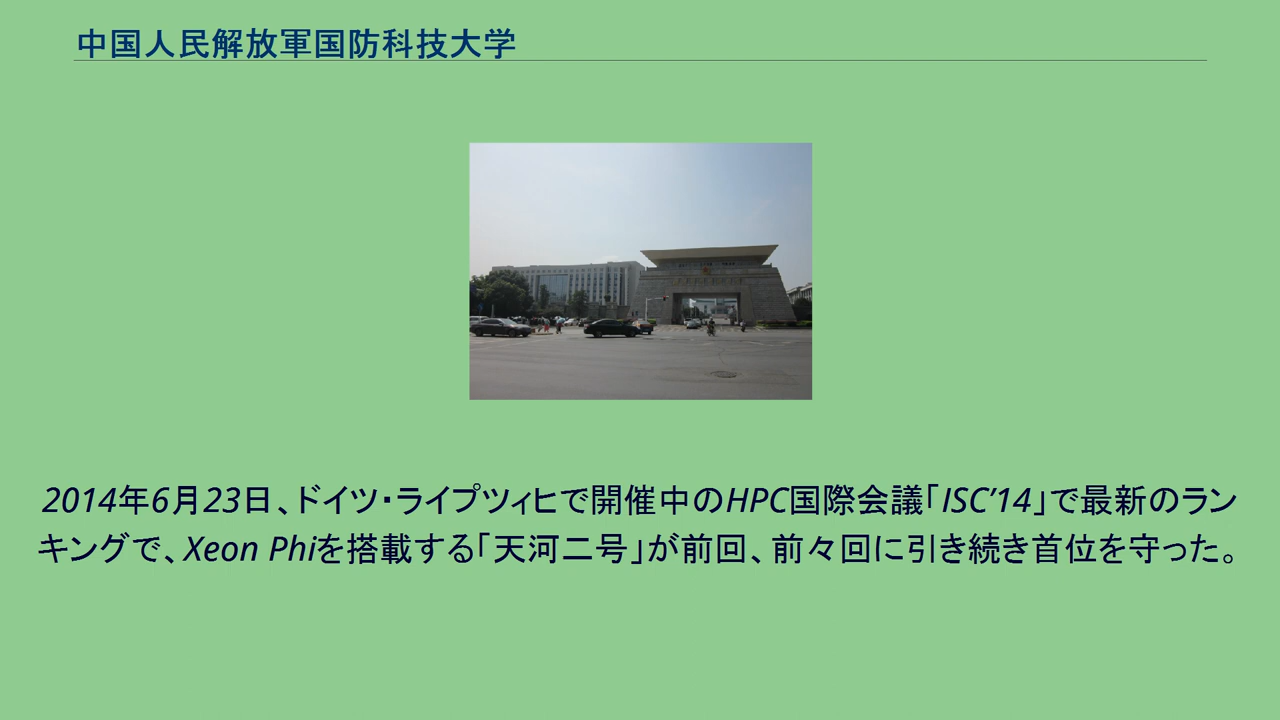 中国人民解放軍国防科技大学
2014年6月23日、ドイツ・ライプツィヒで開催中のHPC国際会議「ISC’14」で最新のラン
キングで、Xeon Phiを搭載する「天河二号」が前回、前々回に引き続き首位を守った。